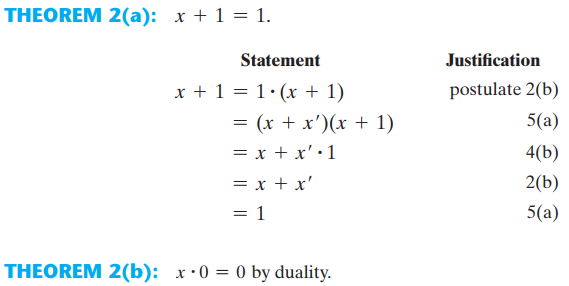 THEOREM 2(a): x + 1 = 1.
Statement Justification
x + 1 = 1·(x + 1) postulate 2(b)
= (x + x′)(x + 1) 5(a)
= x + x′·1 4(b)
= x + x′ 2(b)
= 1 5(a)
THEOREM 2(b): x·0 = 0 by duality.